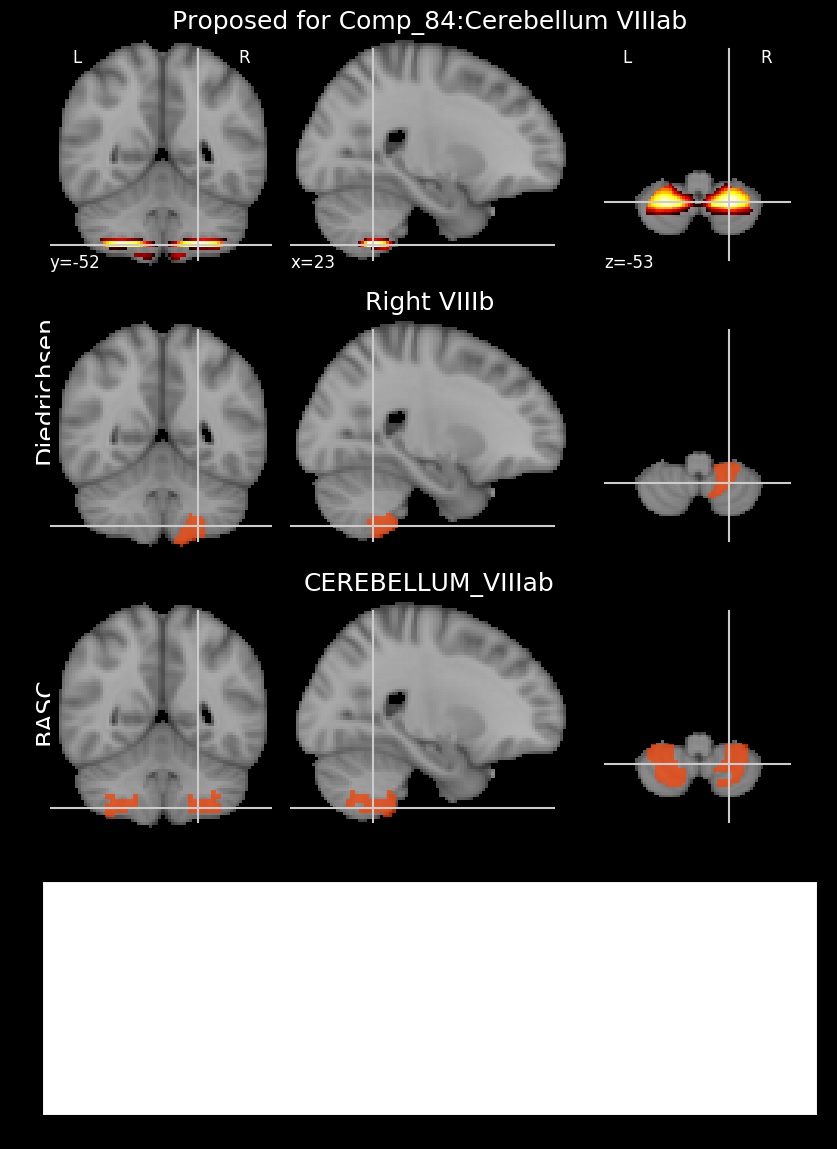 Proposed for Comp_84:Cerebellum VIIIab
L R L R
y=-52 x=23 z=-53
Right VIIIb
Diedrichsen
CEREBELLUM_VIIIab
BASC